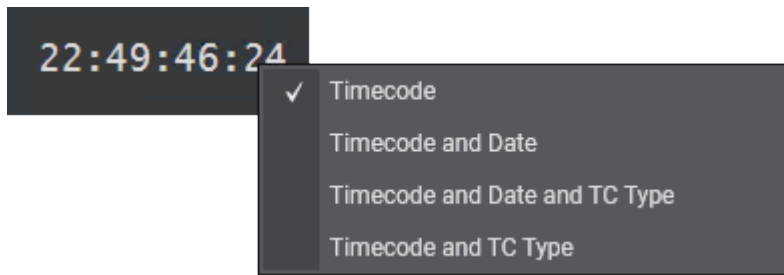 22:49:46:24
Timecode
Timecode and Date
Timecode and Date and TC Type
Timecode and TC Type